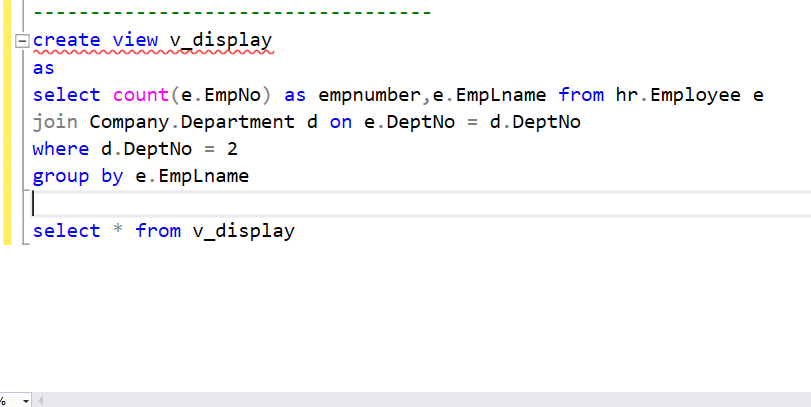 -----------------------------------
create view v_display
as
select count(e.EmpNo) as empnumber,e.EmpLname from hr.Employee e
join Company.Department d on e.DeptNo = d.DeptNo
where d.DeptNo = 2
group by e.EmpLname
select * from v_display
%